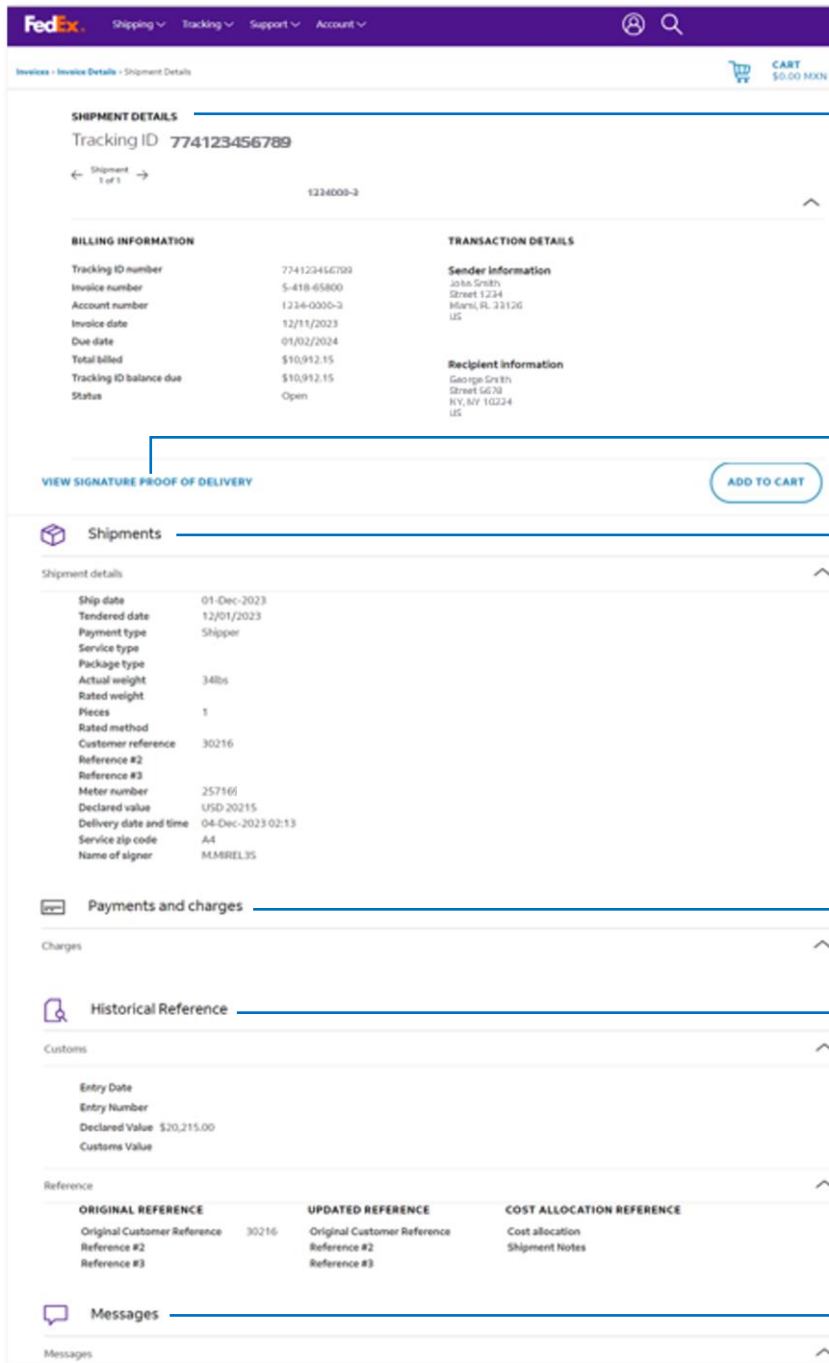 FedEx. Shipping Tracking Support Account
Invoices > Invoice Details > Shipment Details
CART
$0.00 MXN
SHIPMENT DETAILS
Tracking ID 774123456789
Shipment
1 of 1
1234000-3
BILLING INFORMATION
Tracking ID number 774123456789
Invoice number 5-418-65800
Account number 1234-0000-3
Invoice date 12/11/2023
Due date 01/02/2024
Total billed $10,912.15
Tracking ID balance due $10,912.15
Status Open
TRANSACTION DETAILS
Sender information
John Smith
Street 1234
Miami, FL 33126
US
Recipient information
George Smith
Street 5678
NY, NY 10224
US
VIEW SIGNATURE PROOF OF DELIVERY
ADD TO CART
Shipments
Shipment details
Ship date 01-Dec-2023
Tendered date 12/01/2023
Payment type Shipper
Service type
Package type
Actual weight 34lbs
Rated weight
Pieces 1
Rated method
Customer reference 30216
Reference #2
Reference #3
Meter number
Declared value USD 20215
Delivery date and time 04-Dec-2023 02:13
Service zip code A4
Name of signer
Payments and charges
Charges
Historical Reference
Customs
Entry Date
Entry Number
Declared Value $20,215.00
Customs Value
Reference
ORIGINAL REFERENCE UPDATED REFERENCE COST ALLOCATION REFERENCE
Original Customer Reference 30216 Original Customer Reference Cost allocation
Reference #2 Reference #2 Shipment Notes
Reference #3 Reference #3
Messages
Messages